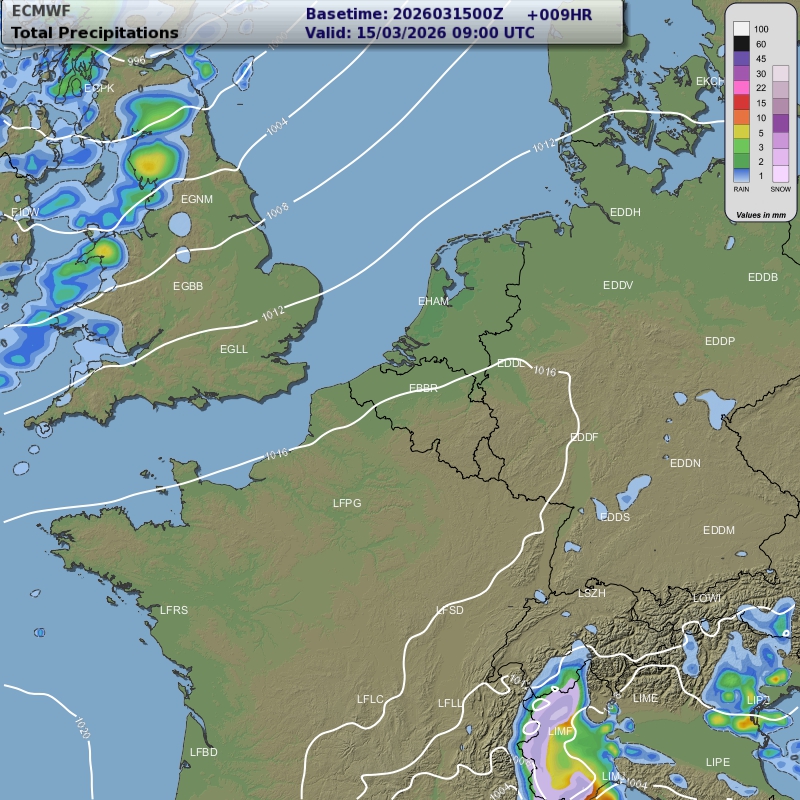 ECMWF
Basetime: 2026031500Z +009HR
Total Precipitations
Valid: 15/03/2026 09:00 UTC
100
60
45
30
22
15
10
5
3
2
1
RAIN
SNOW
Values in mm
996
EGPK
1004
1012
EGNM
1008
EDDH
EGBB
EHAM
EDDV
EDDB
1012
EGLL
EDDP
EDDL
1016
EBBR
EDDF
1016
EDDN
LFPG
EDDS
EDDM
LSZH
LOWI
LFRS
LFSD
LFLC
LFLL
LIME
LIPJ
1020
LIMF
LFBD
LIPE
1004